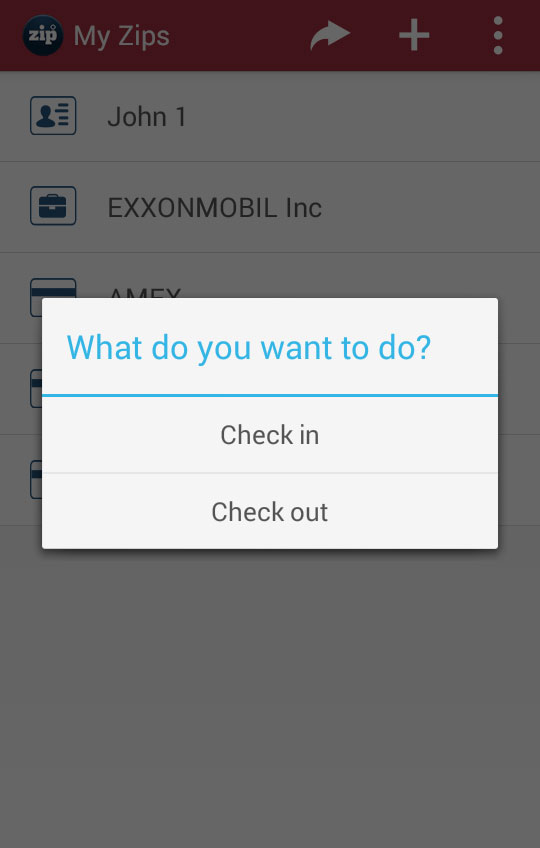 zip My Zips
John 1
EXXONMOBIL Inc
AMEX
What do you want to do?
Check in
Check out